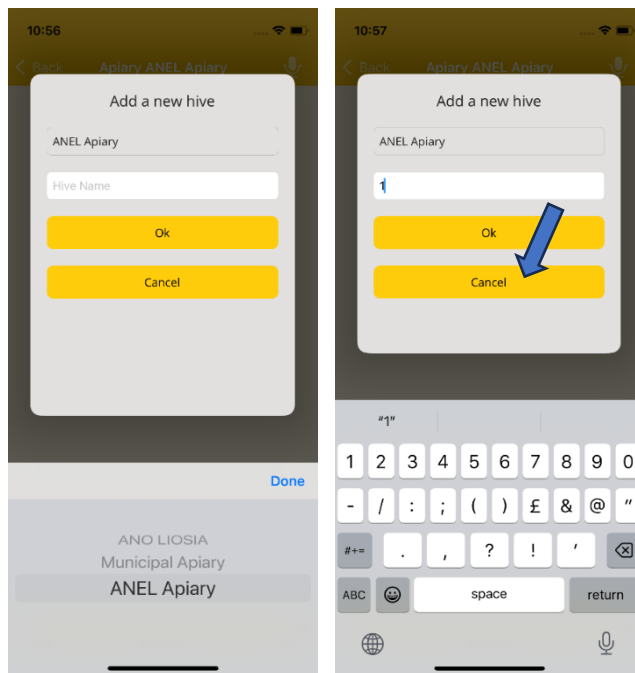 10:56
Back Apiary ANEL Apiary
Add a new hive
ANEL Apiary
Hive Name
Ok
Cancel
Done
ANO LIOSIA
Municipal Apiary
ANEL Apiary
10:57
Back Apiary ANEL Apiary
Add a new hive
ANEL Apiary
1
Ok
Cancel
"1"
1 2 3 4 5 6 7 8 9 0
- / : ; ( ) £ & @ "
#+= . , ? ! '
ABC space return